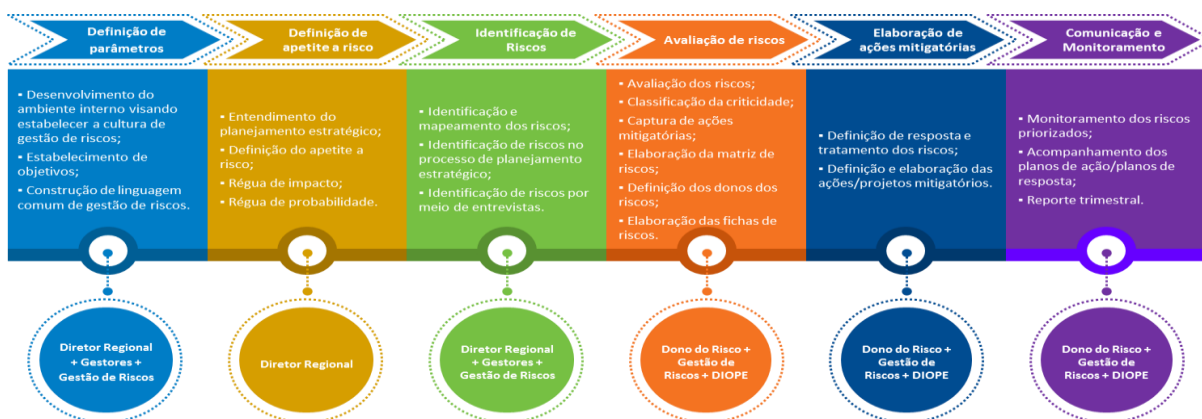 Definição de
parâmetros
Definição de
apetite a risco
Identificação de
Riscos
Avaliação de riscos
Elaboração de
ações mitigatórias
Comunicação e
Monitoramento
▪ Desenvolvimento do
ambiente interno visando
estabelecer a cultura de
gestão de riscos;
▪ Estabelecimento de
objetivos;
▪ Construção de linguagem
comum de gestão de riscos.
▪ Entendimento do
planejamento estratégico;
▪ Definição do apetite a
risco;
▪ Régua de impacto;
▪ Régua de probabilidade.
▪ Identificação e
mapeamento dos riscos;
▪ Identificação de riscos no
processo de planejamento
estratégico;
▪ Identificação de riscos por
meio de entrevistas.
▪ Avaliação dos riscos;
▪ Classificação da criticidade;
▪ Captura de ações
mitigatórias;
▪ Elaboração da matriz de
riscos;
▪ Definição dos donos dos
riscos;
▪ Elaboração das fichas de
riscos.
▪ Definição de resposta e
tratamento dos riscos;
▪ Definição e elaboração das
ações/projetos mitigatórios.
▪ Monitoramento dos riscos
priorizados;
▪ Acompanhamento dos
planos de ação/planos de
resposta;
▪ Reporte trimestral.
Diretor Regional
+ Gestores +
Gestão de Riscos
Diretor Regional
Diretor Regional
+ Gestores +
Gestão de Riscos
Dono do Risco +
Gestão de
Riscos + DIOPE
Dono do Risco +
Gestão de
Riscos + DIOPE
Dono do Risco +
Gestão de
Riscos + DIOPE